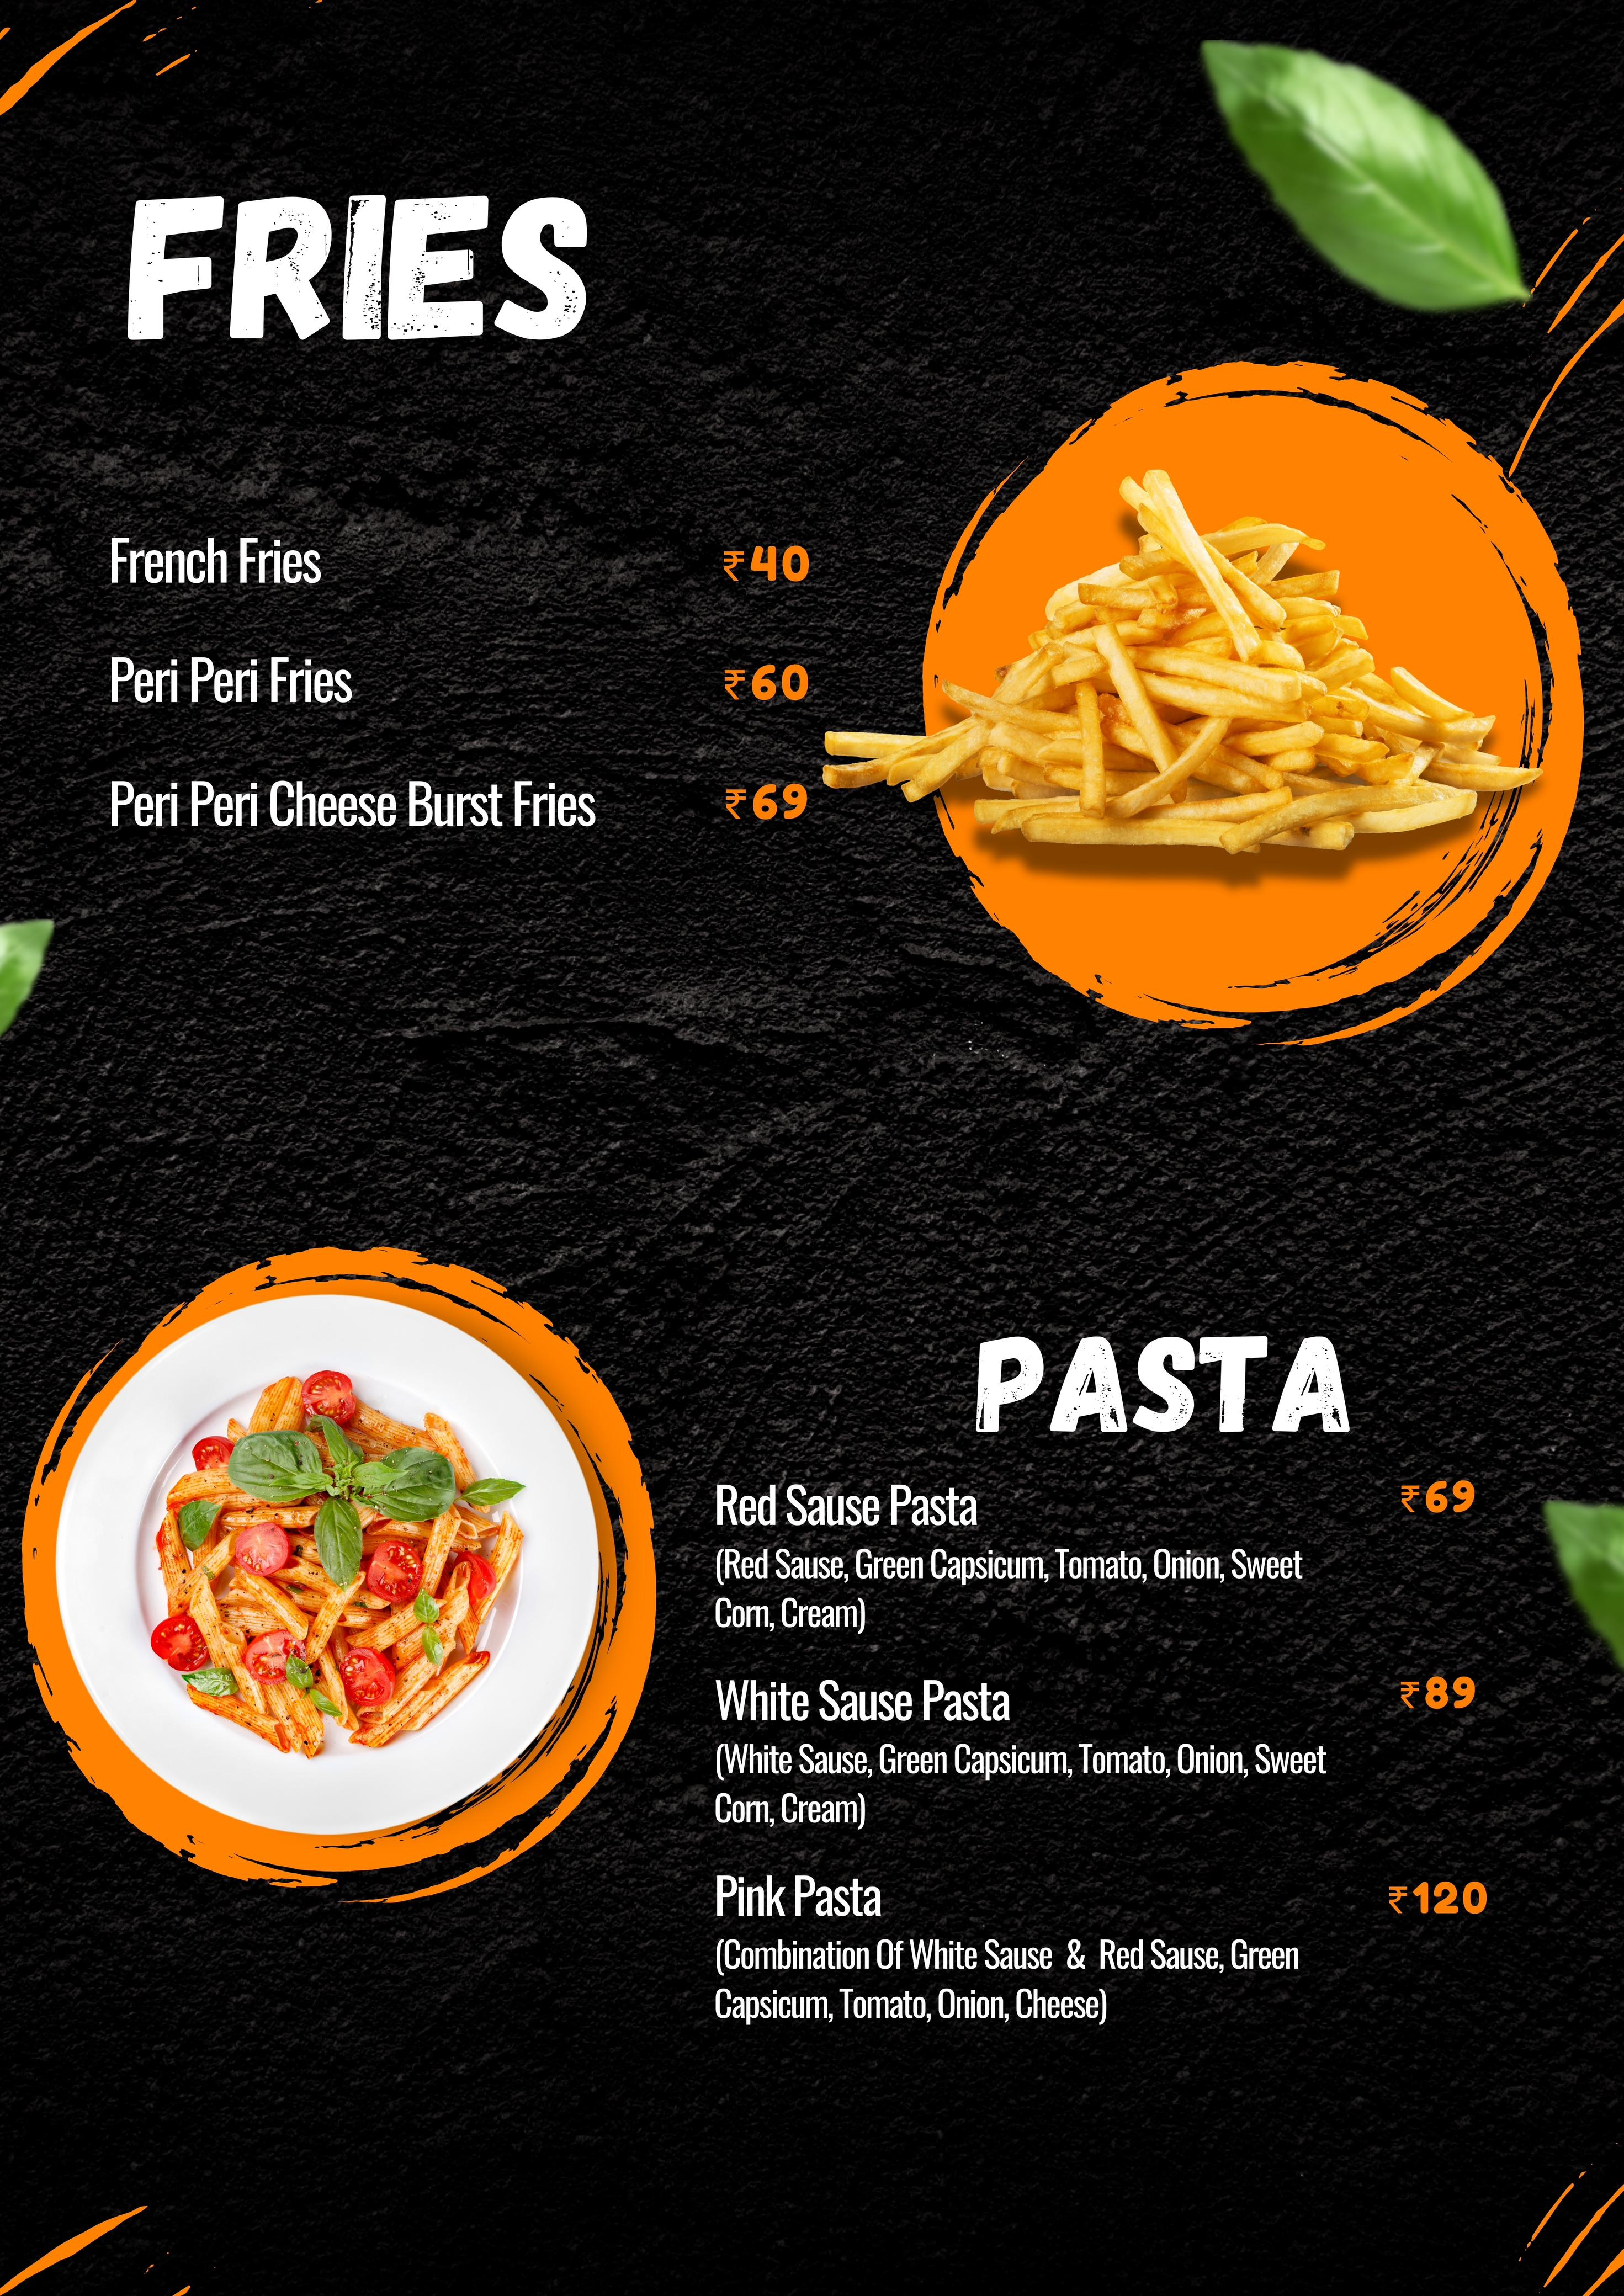 FRIES
French Fries ₹40
Peri Peri Fries ₹60
Peri Peri Cheese Burst Fries ₹69
PASTA
Red Sause Pasta ₹69
(Red Sause, Green Capsicum, Tomato, Onion, Sweet
Corn, Cream)
White Sause Pasta ₹89
(White Sause, Green Capsicum, Tomato, Onion, Sweet
Corn, Cream)
Pink Pasta ₹120
(Combination Of White Sause & Red Sause, Green
Capsicum, Tomato, Onion, Cheese)